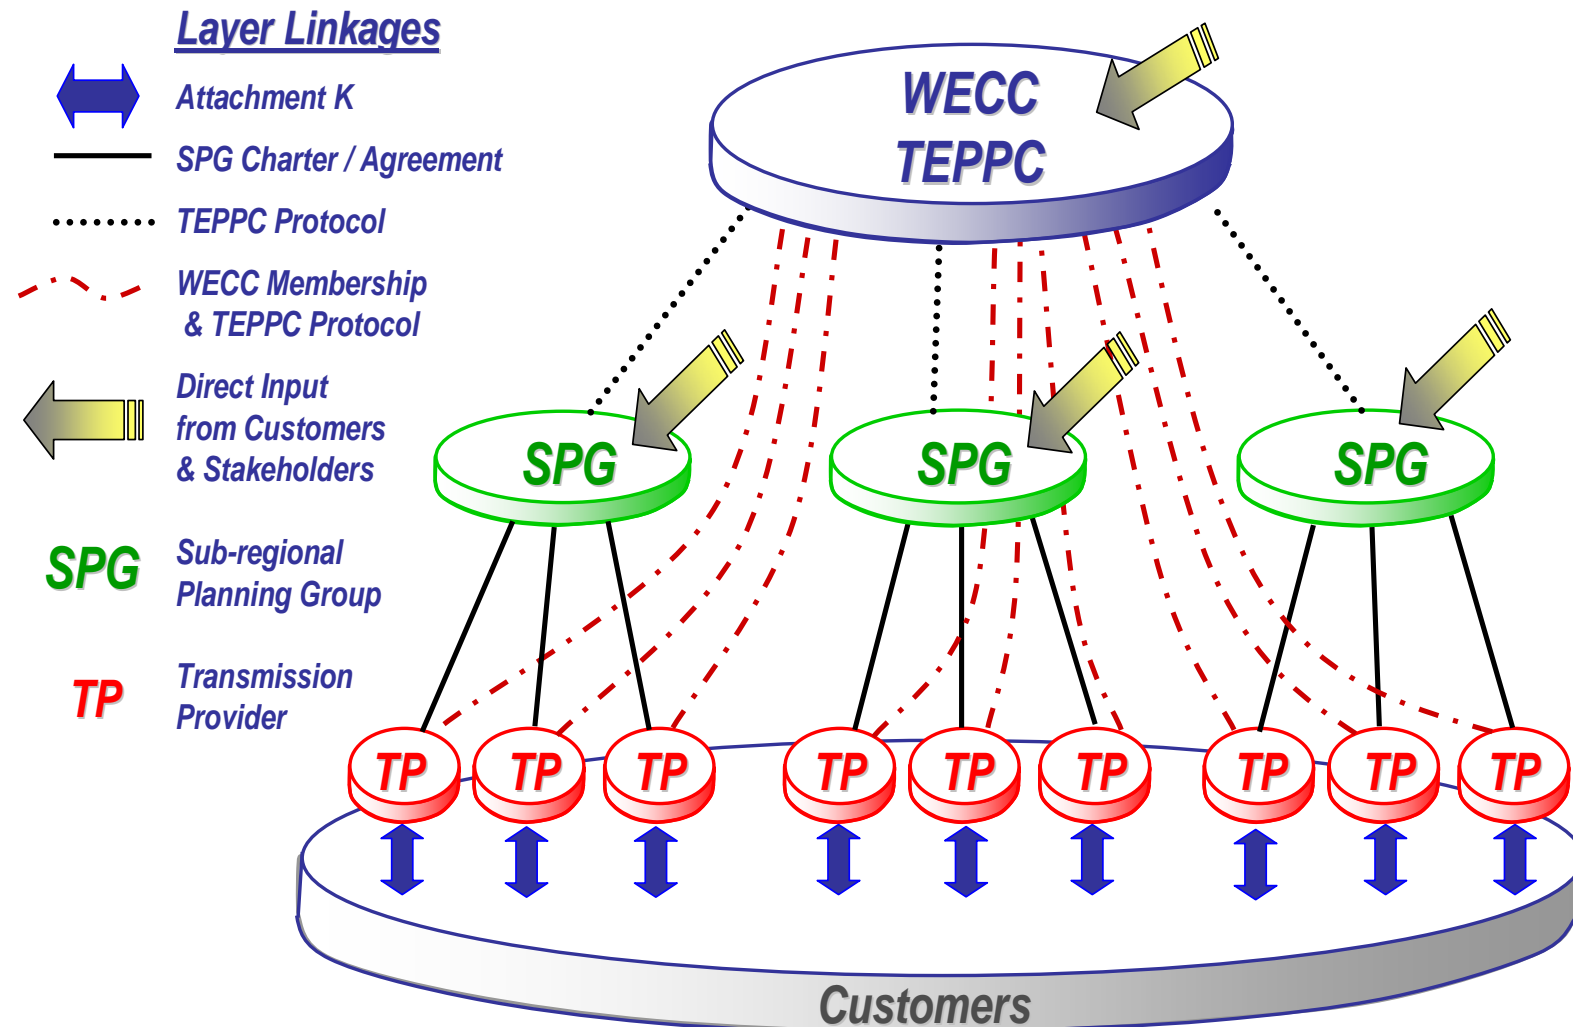 Layer Linkages
Attachment K
SPG Charter / Agreement
TEPPC Protocol
WECC Membership
& TEPPC Protocol
Direct Input
from Customers
& Stakeholders
SPG
Sub-regional
Planning Group
TP
Transmission
Provider
WECC
TEPPC
SPG
SPG
SPG
TP
TP
TP
TP
TP
TP
TP
TP
TP
Customers